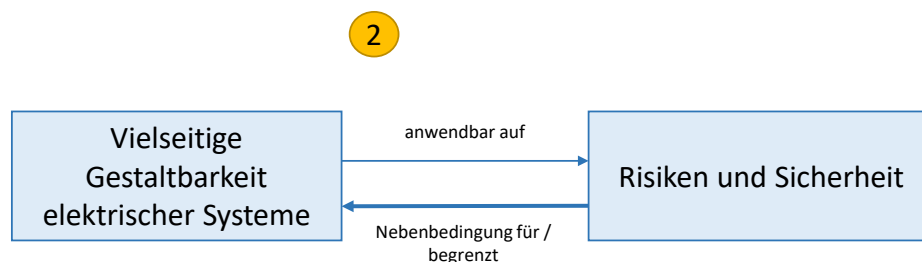 2
Vielseitige
Gestaltbarkeit
elektrischer Systeme
anwendbar auf
Nebenbedingung für /
begrenzt
Risiken und Sicherheit